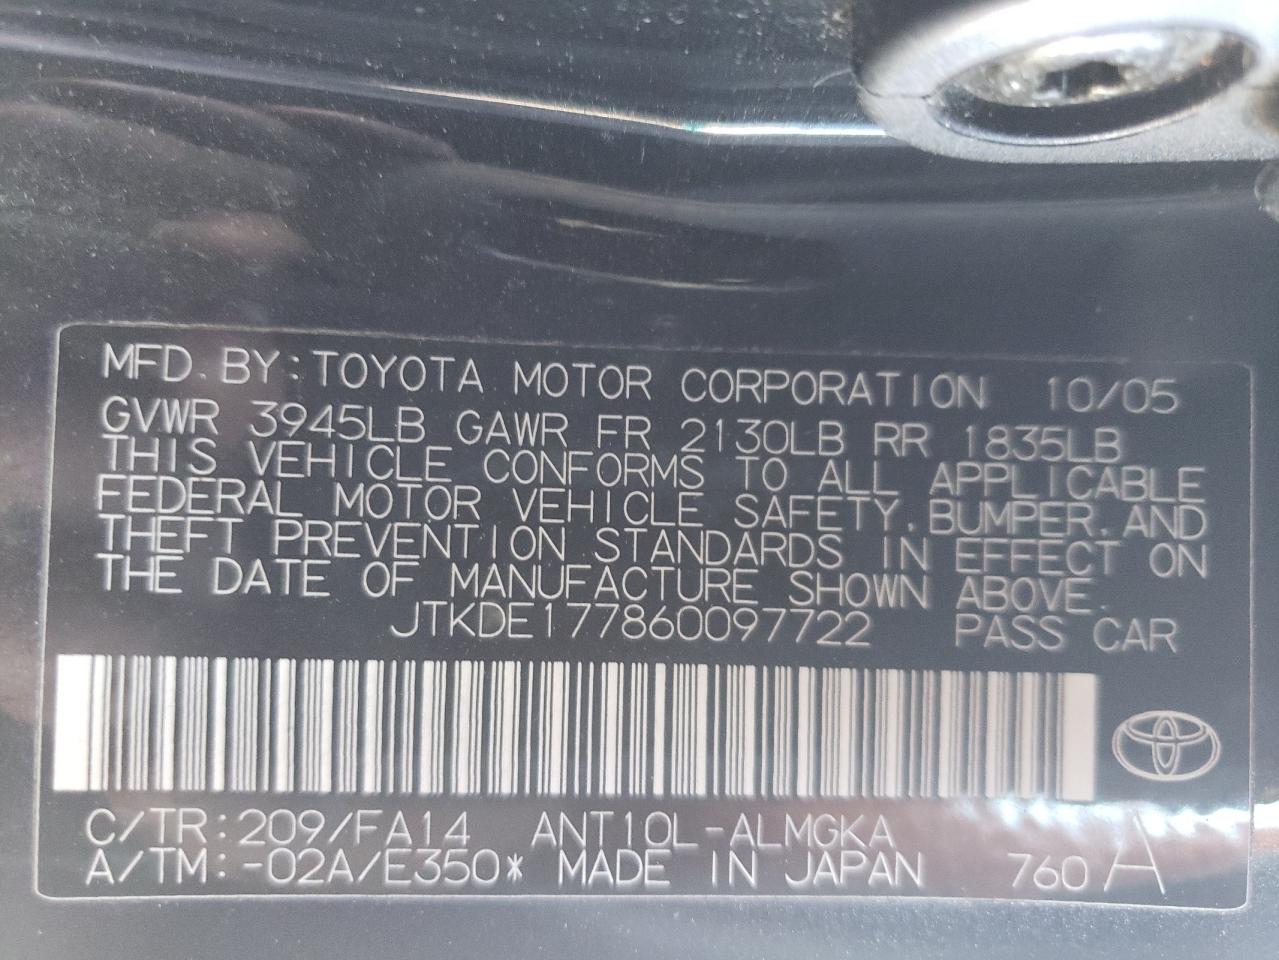 MFD. BY: TOYOTA MOTOR CORPORATION 10/05
GVWR 3945LB GAWR FR 2130LB RR 1835LB
THIS VEHICLE CONFORMS TO ALL APPLICABLE
FEDERAL MOTOR VEHICLE SAFETY, BUMPER, AND
THEFT PREVENTION STANDARDS IN EFFECT ON
THE DATE OF MANUFACTURE SHOWN ABOVE.
JTKDE177860097722 PASS CAR
C/TR: 209/FA14 ANT10L-ALMGKA
A/TM: -02A/E350* MADE IN JAPAN 760 A